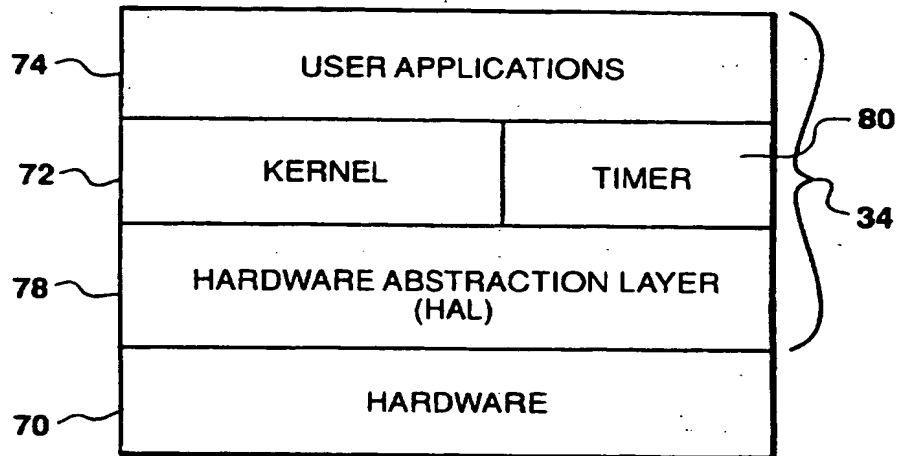 74 USER APPLICATIONS
80
72 KERNEL TIMER
34
78 HARDWARE ABSTRACTION LAYER
(HAL)
70 HARDWARE